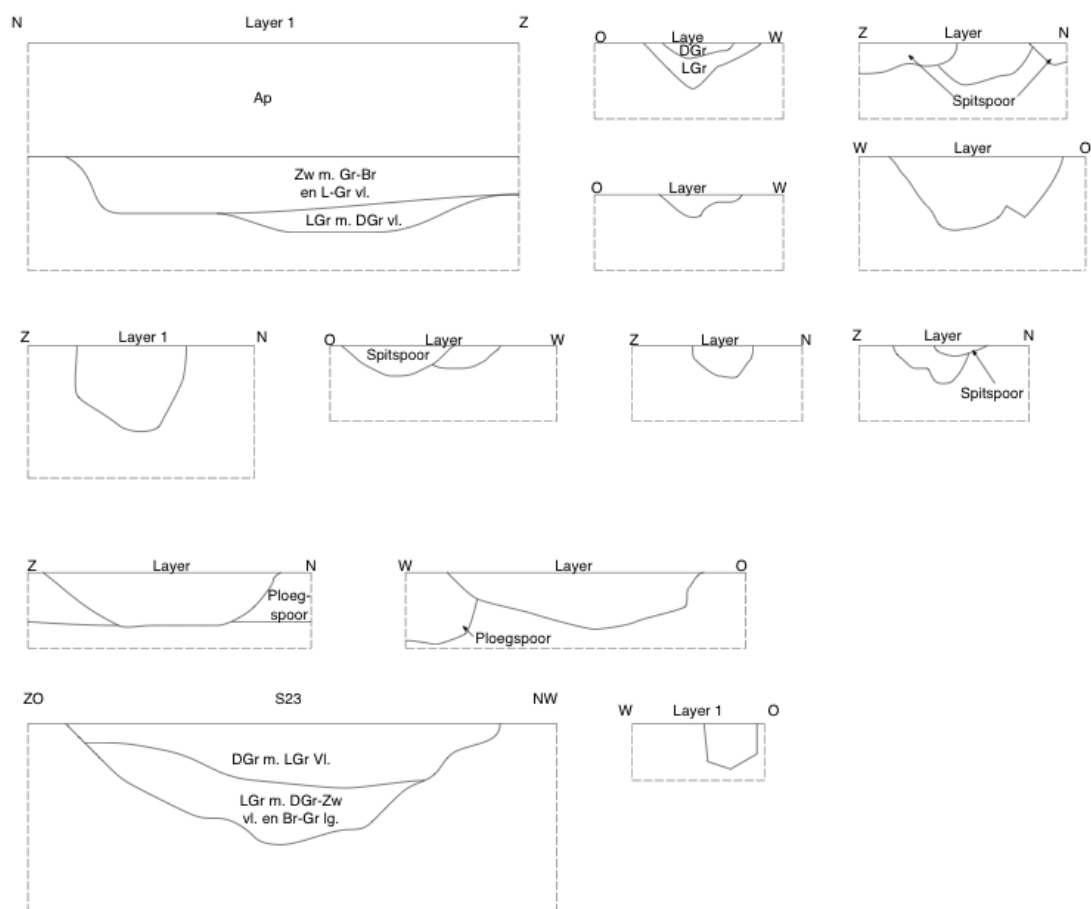 N Layer 1 Z
Ap
Zw m. Gr-Br
en L-Gr vl.
LGr m. DGr vl.
O Laye W
DGr
LGr
Z Layer N
Spitspoor
O Layer W
W Layer O
Z Layer 1 N
O Layer W
Spitspoor
Z Layer N
Z Layer N
Spitspoor
Z Layer N
Ploeg-
spoor
W Layer O
Ploegspoor
ZO S23 NW
DGr m. LGr Vl.
LGr m. DGr-Zw
vl. en Br-Gr lg.
W Layer 1 O